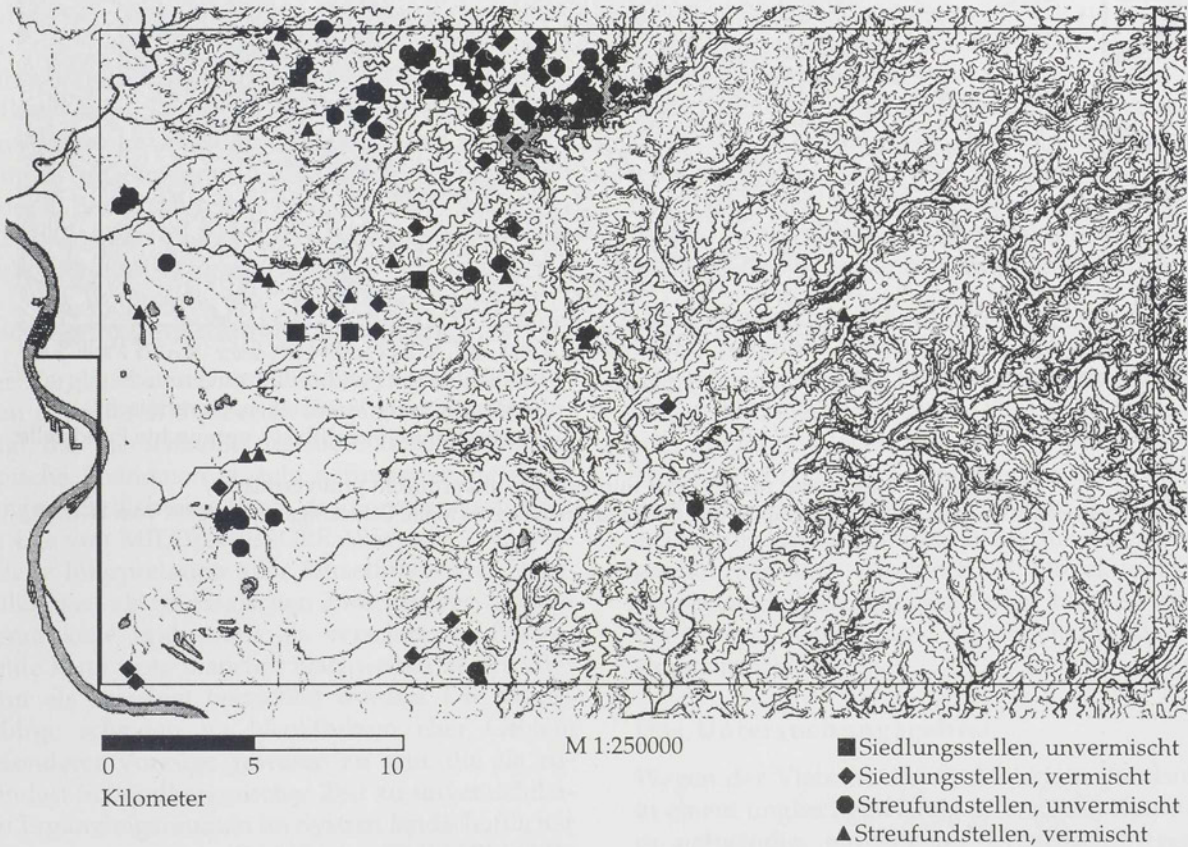 0 5 10
Kilometer
M 1:250000
Siedlungsstellen, unvermischt
Siedlungsstellen, vermischt
Streufundstellen, unvermischt
Streufundstellen, vermischt